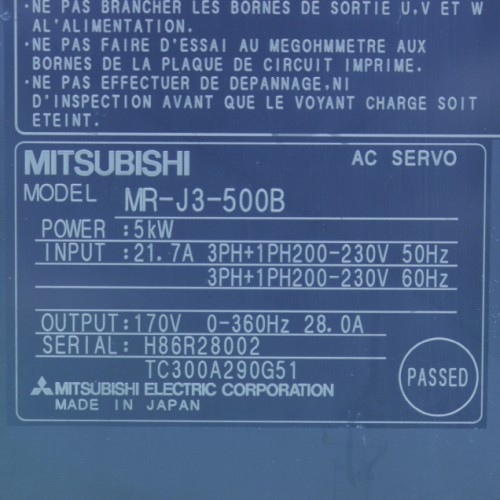 ·NE PAS BRANCHER LES BORNES DE SORTIE U,V ET W
A L'ALIMENTATION.
·NE PAS FAIRE D'ESSAI AU MEGOHMMETRE AUX
BORNES DE LA PLAQUE DE CIRCUIT IMPRIME.
·NE PAS EFFECTUER DE DEPANNAGE,NI
D'INSPECTION AVANT QUE LE VOYANT CHARGE SOIT
ETEINT.
MITSUBISHI AC SERVO
MODEL MR-J3-500B
POWER :5kW
INPUT :21.7A 3PH+1PH200-230V 50Hz
3PH+1PH200-230V 60Hz
OUTPUT:170V 0-360Hz 28.0A
SERIAL: H86R28002
TC300A290G51
MITSUBISHI ELECTRIC CORPORATION
MADE IN JAPAN
PASSED